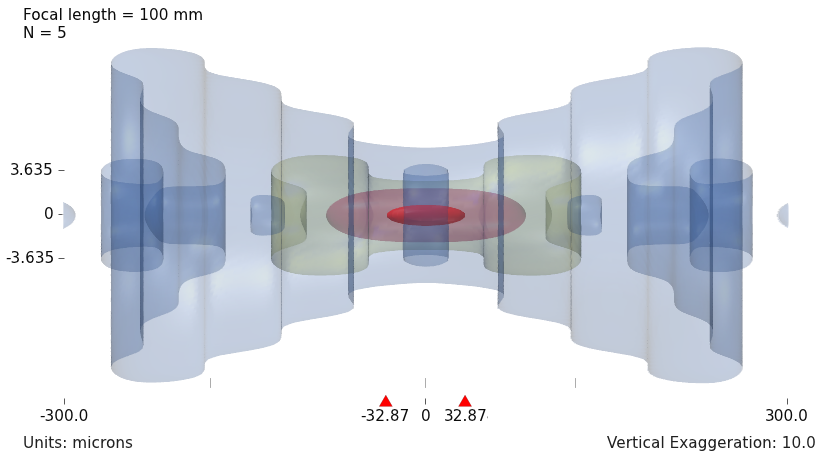 Focal length = 100 mm
N = 5
3.635
0
-3.635
-300.0
-32.87
0
32.87
300.0
Units: microns
Vertical Exaggeration: 10.0